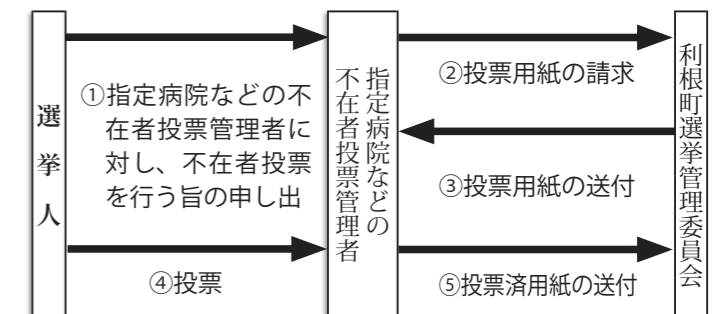 選挙人
①指定病院などの不
在者投票管理者に
対し、不在者投票
を行う旨の申し出
④投票
指定病院などの
不在者投票管理者
②投票用紙の請求
③投票用紙の送付
⑤投票済用紙の送付
利根町選挙管理委員会